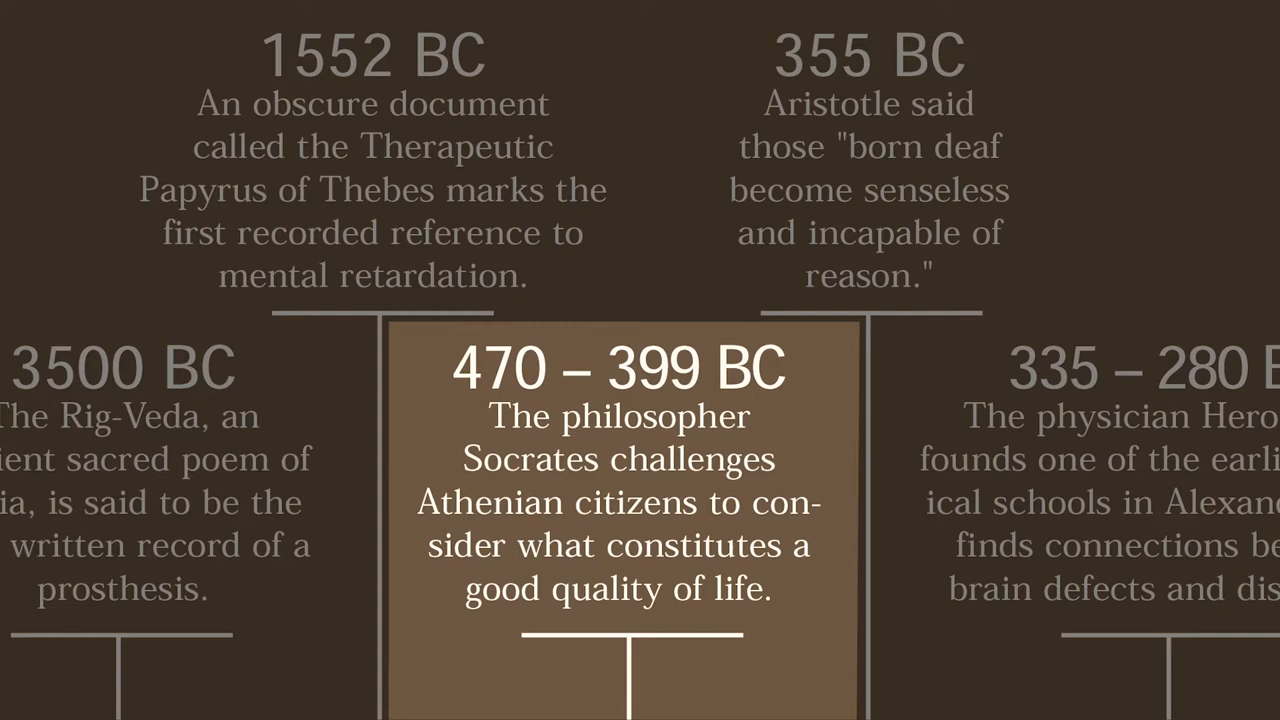 1552 BC
An obscure document
called the Therapeutic
Papyrus of Thebes marks the
first recorded reference to
mental retardation.
355 BC
Aristotle said
those "born deaf
become senseless
and incapable of
reason."
3500 BC
The Rig-Veda, an
sacred poem of
is said to be the
written record of a
prosthesis.
470 – 399 BC
The philosopher
Socrates challenges
Athenian citizens to con-
sider what constitutes a
good quality of life.
335 – 280
The physician
founds one of the
ical schools in
finds connections
brain defects and